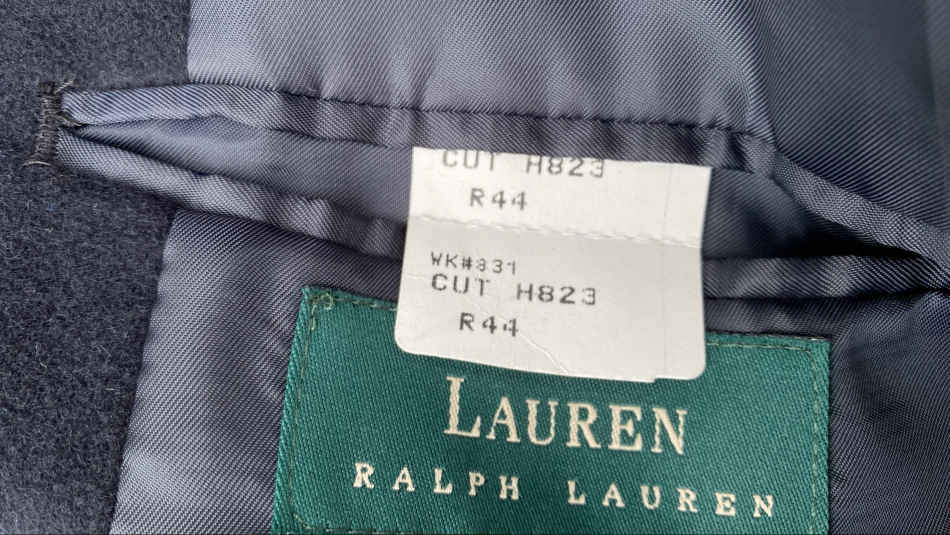 CUT H823
R44
WK#831
CUT H823
R44
LAUREN
RALPH LAUREN